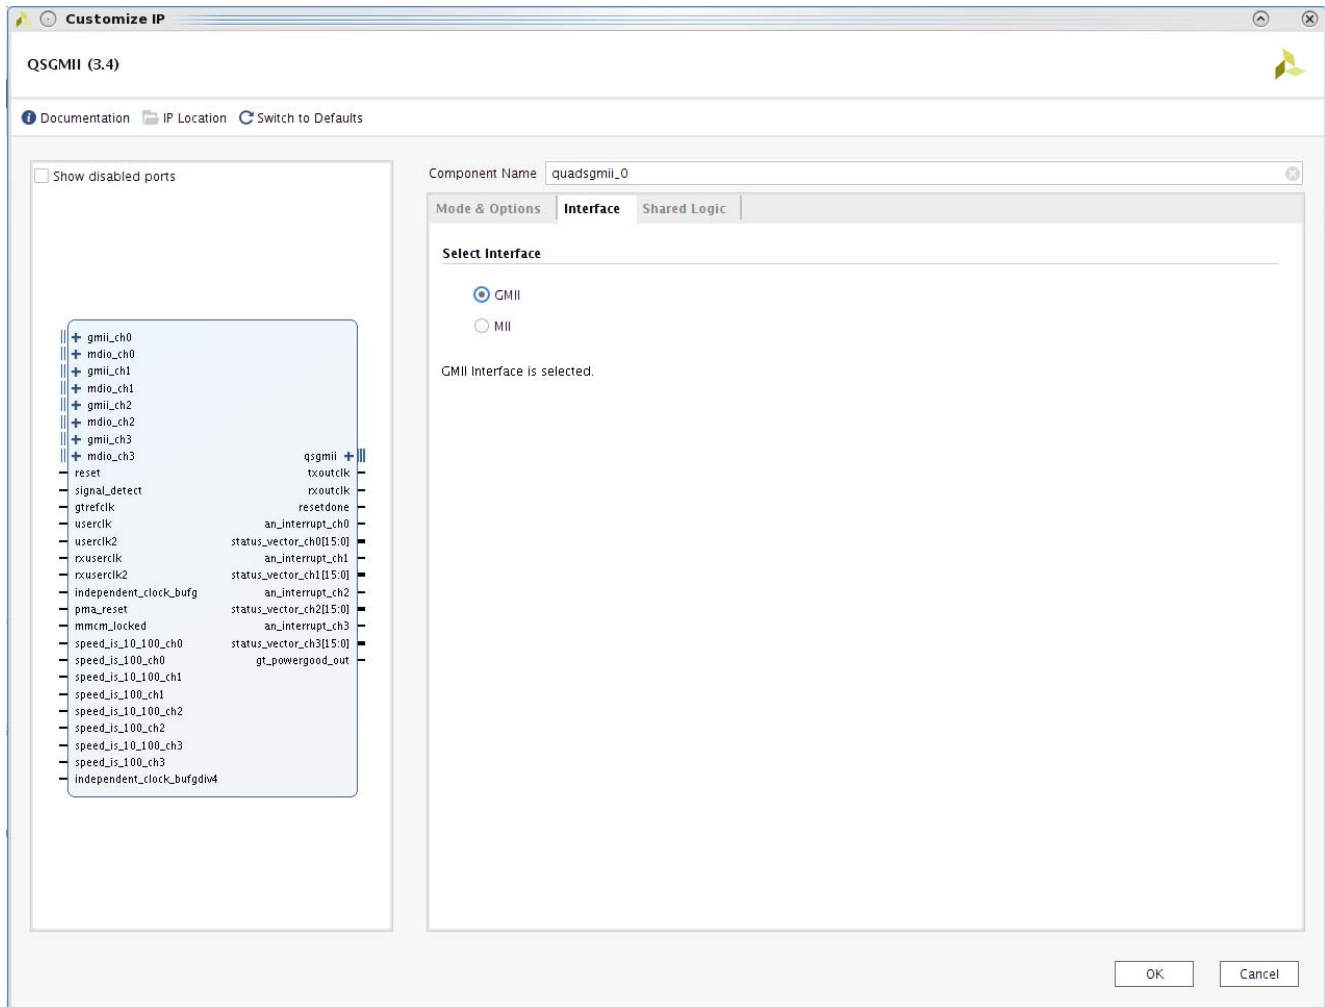 Customize IP
QSGMII (3.4)
Documentation IP Location Switch to Defaults
Show disabled ports
gmii_ch0
mdio_ch0
gmii_ch1
mdio_ch1
gmii_ch2
mdio_ch2
gmii_ch3
mdio_ch3 qsgmii
reset txoutclk
signal_detect rxoutclk
gtrefclk resetdone
userclk an_interrupt_ch0
userclk2 status_vector_ch0[15:0]
rxuserclk an_interrupt_ch1
rxuserclk2 status_vector_ch1[15:0]
independent_clock_bufg an_interrupt_ch2
pma_reset status_vector_ch2[15:0]
mmcm_locked an_interrupt_ch3
speed_is_10_100_ch0 status_vector_ch3[15:0]
speed_is_100_ch0 gt_powergood_out
speed_is_10_100_ch1
speed_is_100_ch1
speed_is_10_100_ch2
speed_is_100_ch2
speed_is_10_100_ch3
speed_is_100_ch3
independent_clock_bufgdiv4
Component Name quadsgmii_0
Mode & Options Interface Shared Logic
Select Interface
GMII
MII
GMII Interface is selected.
OK Cancel